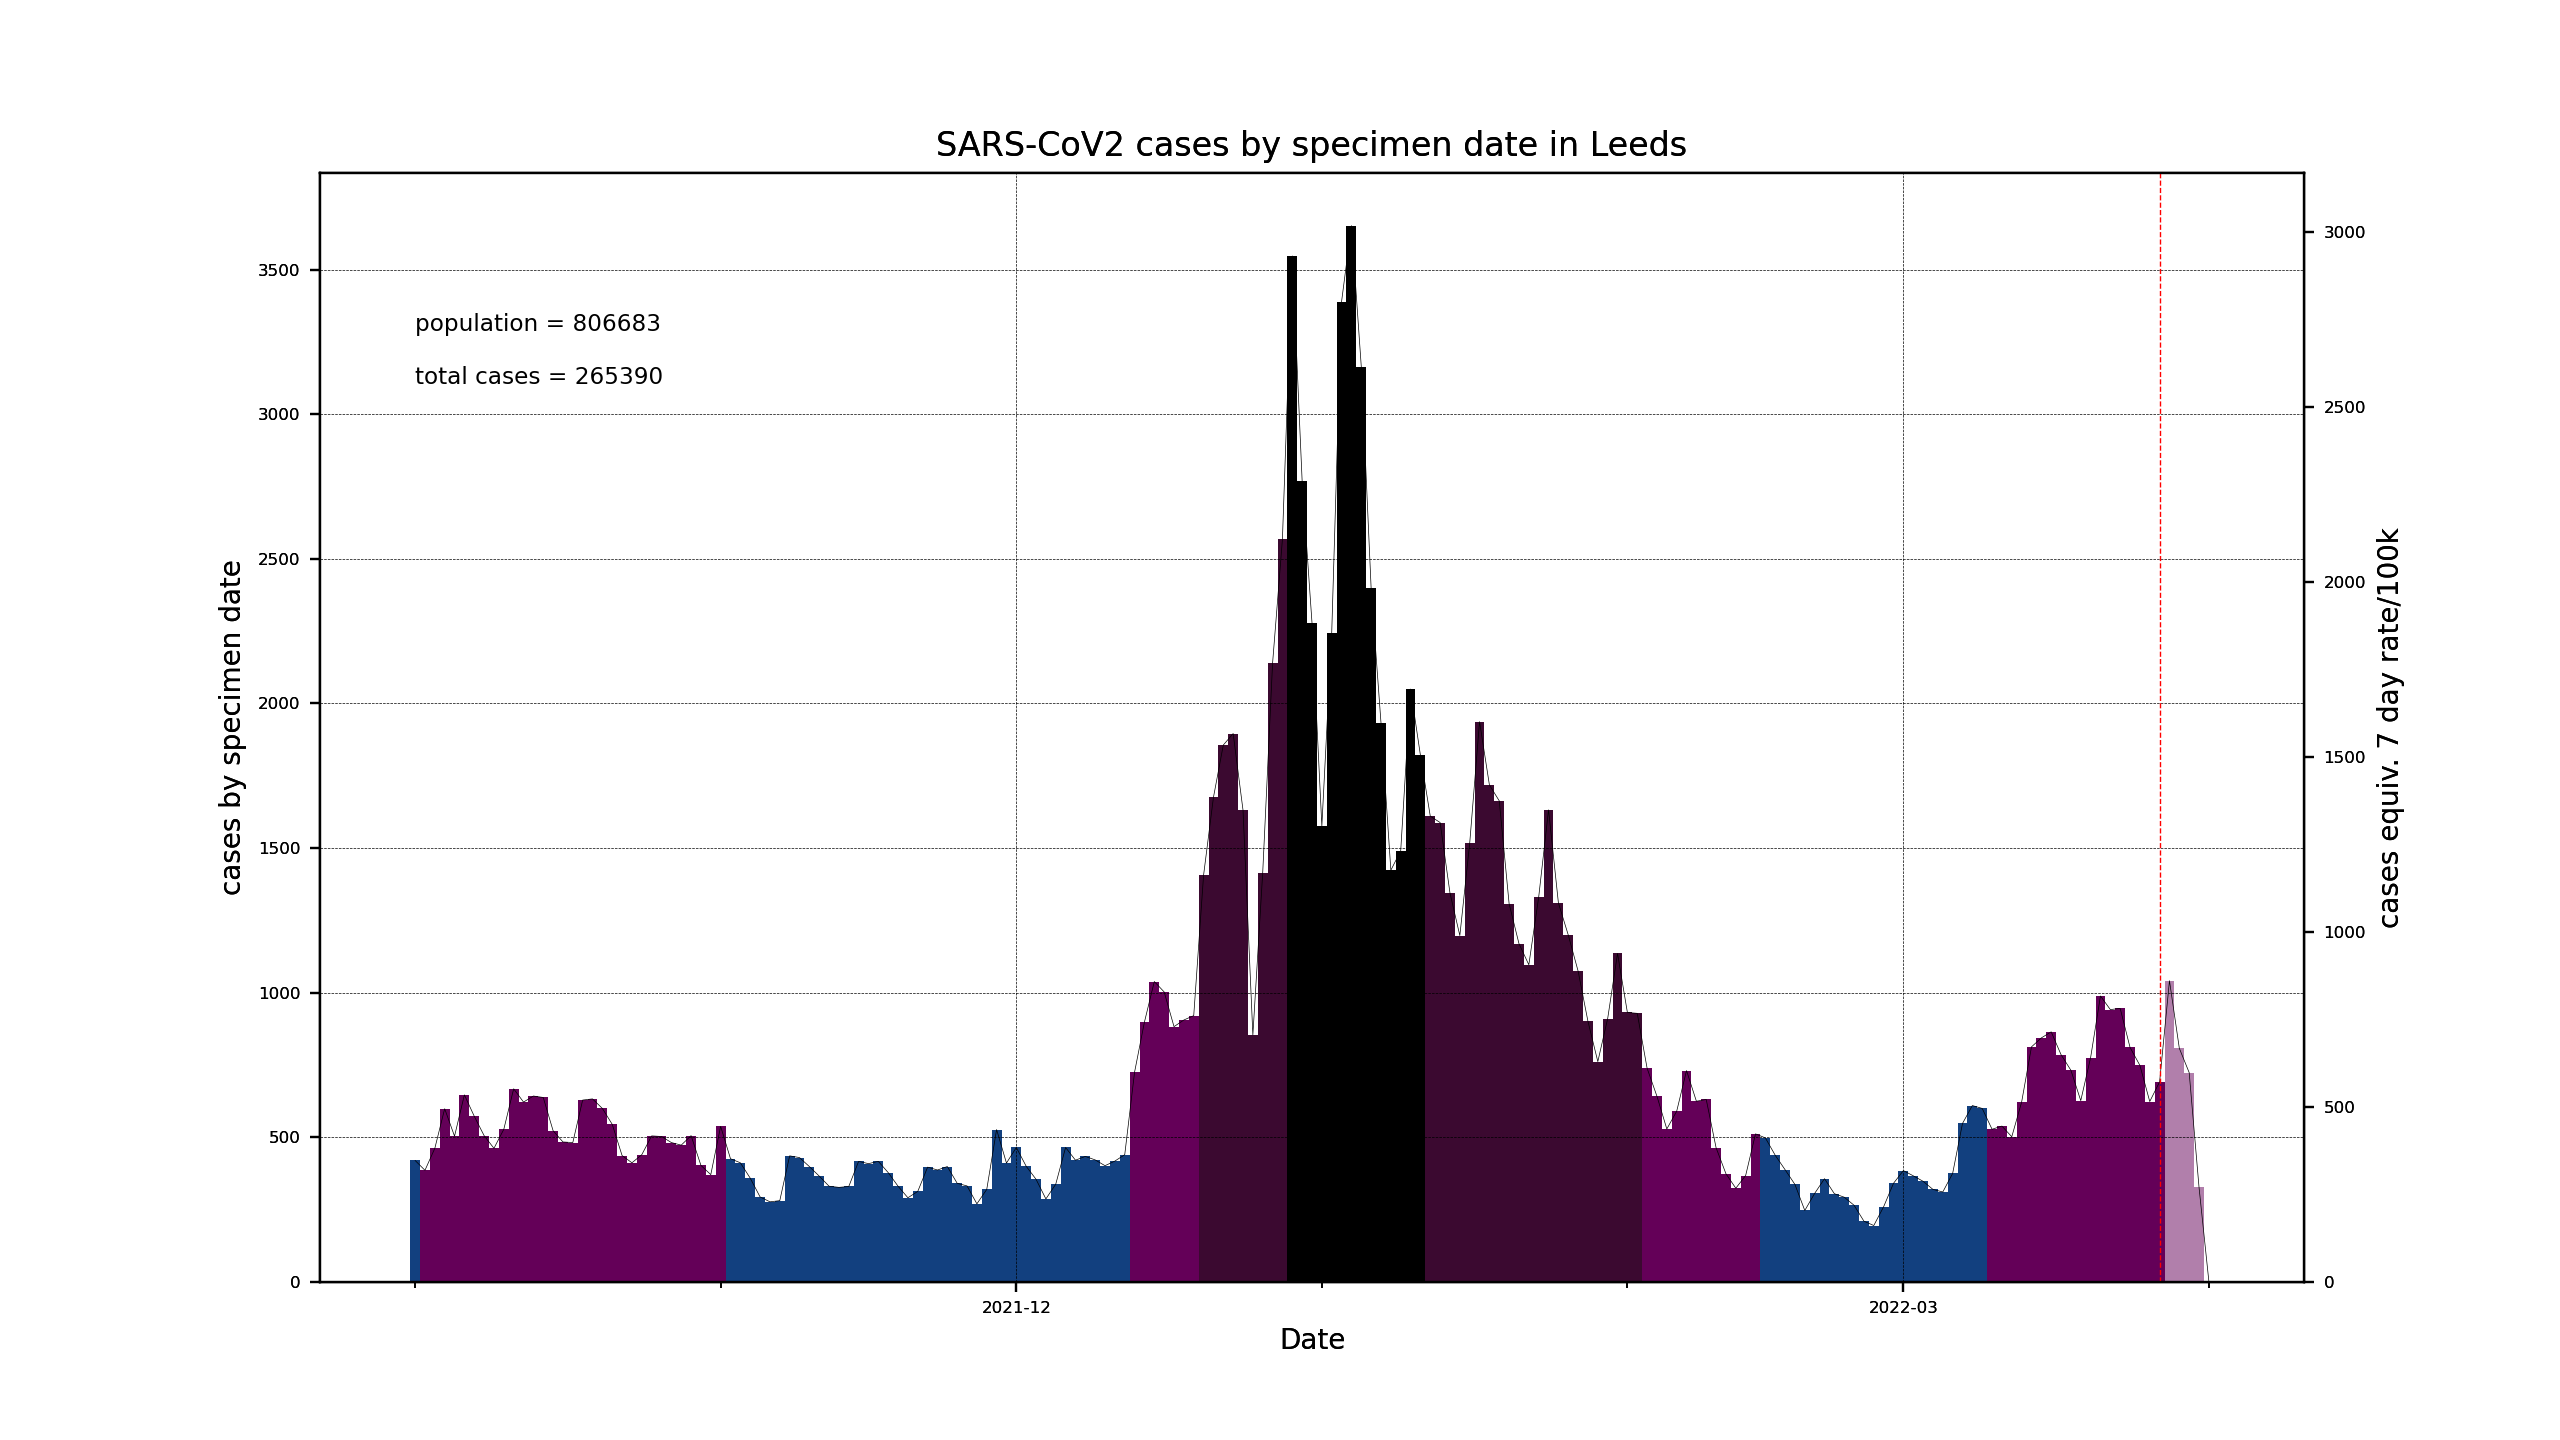 SARS-CoV2 cases by specimen date in Leeds
population = 806683
total cases = 265390
cases by specimen date
3500
3000
2500
2000
1500
1000
500
0
3000
2500
2000
1500
1000
500
0
cases equiv. 7 day rate/100k
2021-12
2022-03
Date